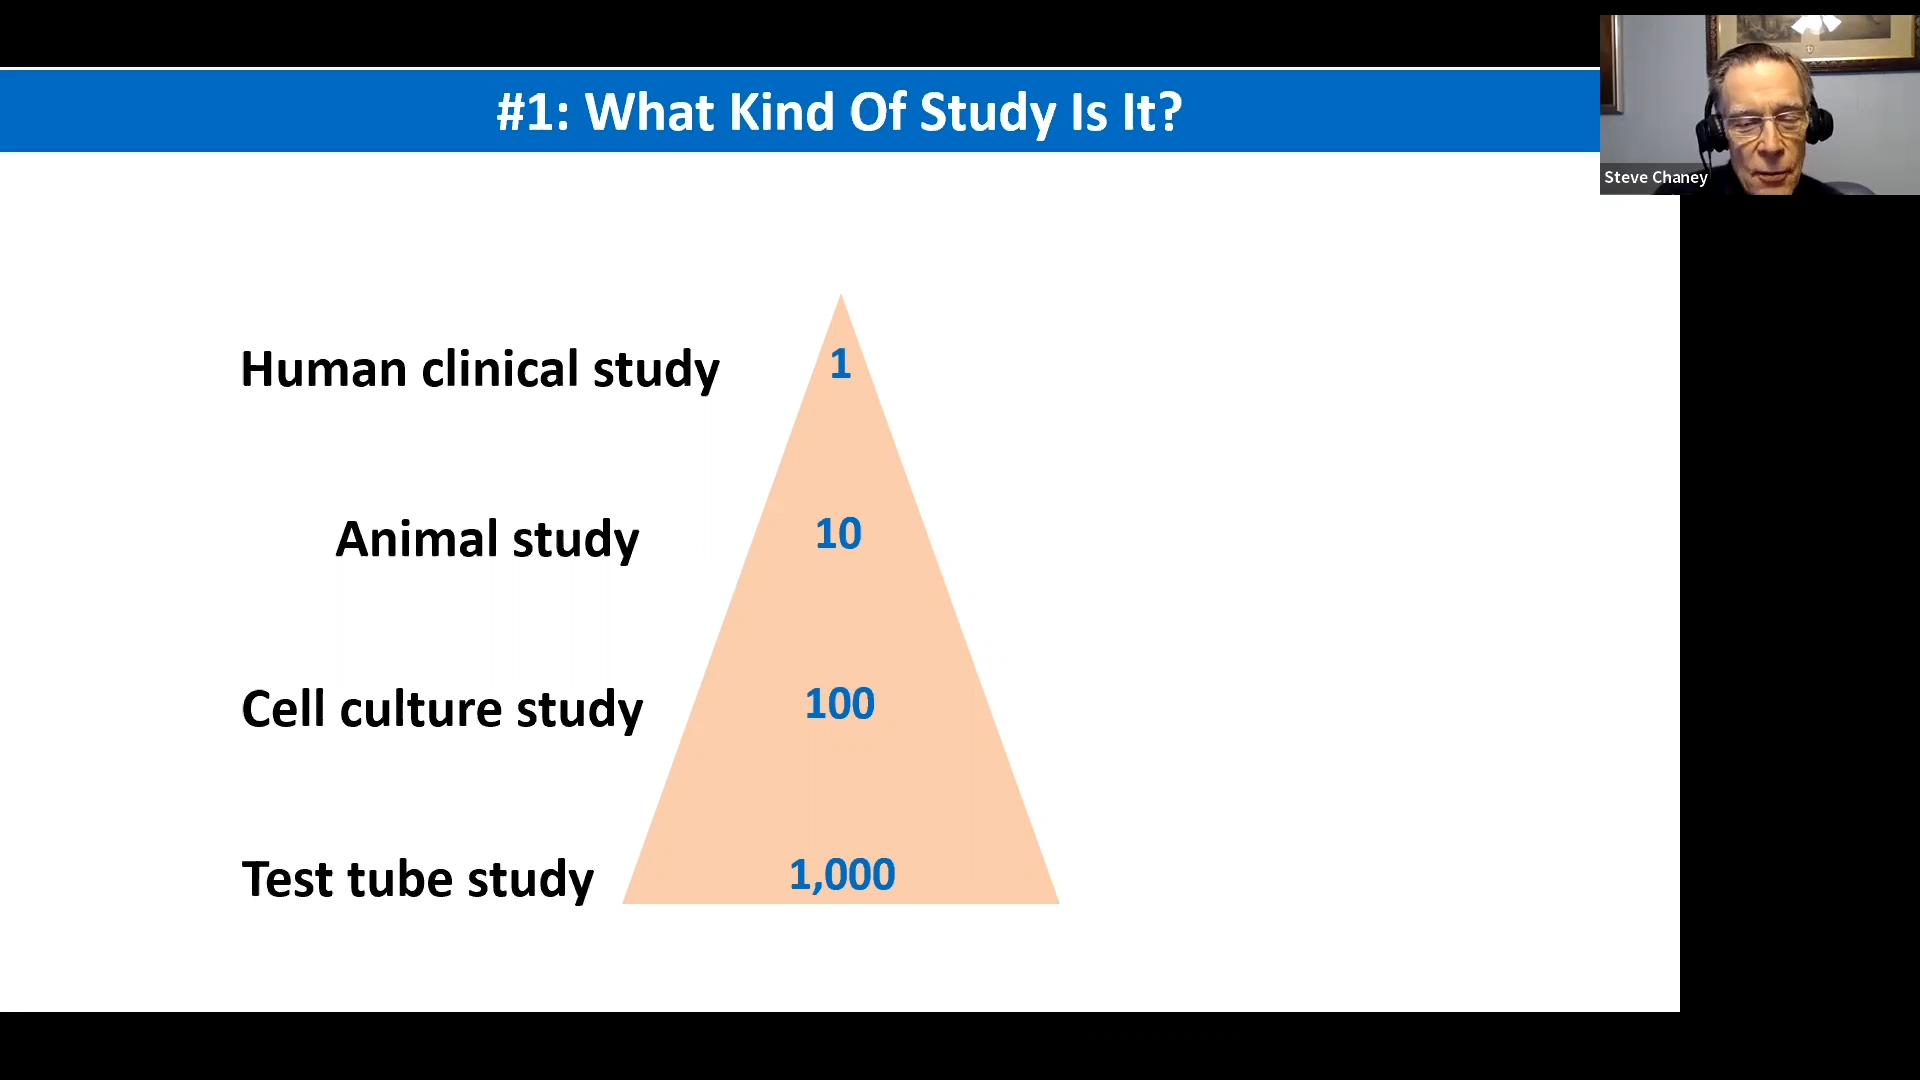 #1: What Kind Of Study Is It?
Steve Chaney
Human clinical study
1
Animal study
10
Cell culture study
100
Test tube study
1,000